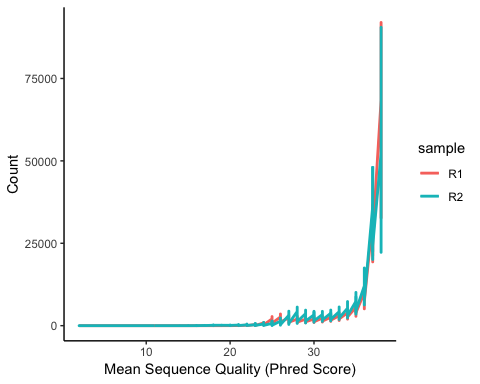 75000
50000
25000
0
Count
10 20 30
Mean Sequence Quality (Phred Score)
sample
R1
R2